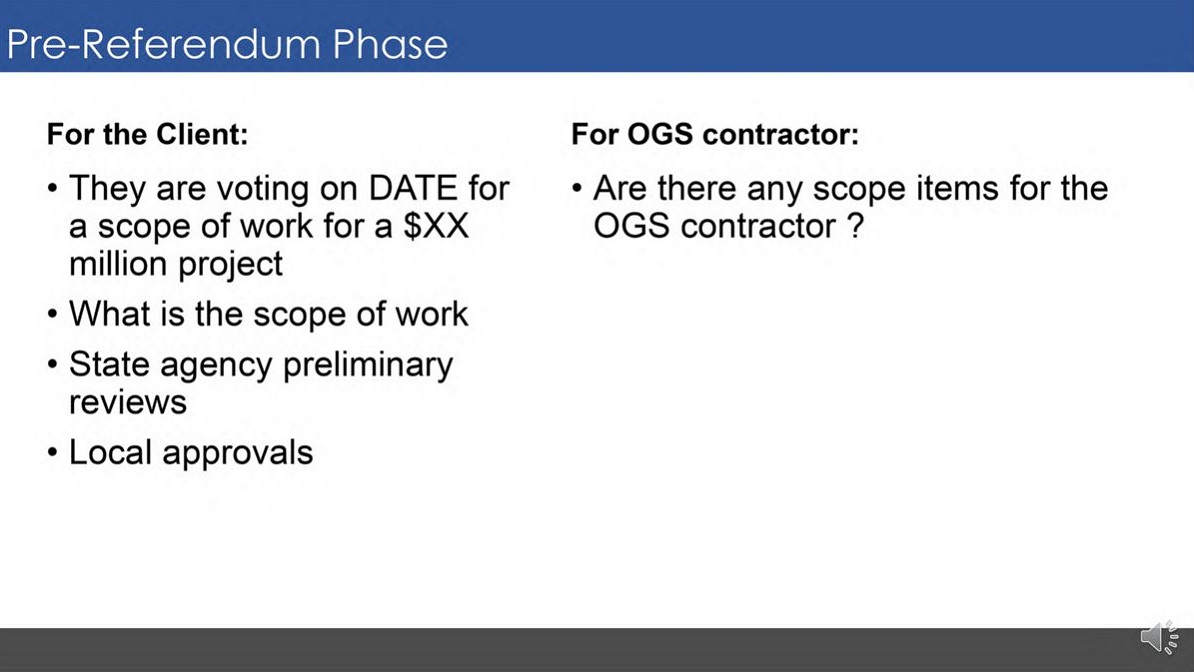 Pre-Referendum Phase
For the Client:
• They are voting on DATE for
a scope of work for a $XX
million project
• What is the scope of work
• State agency preliminary
reviews
• Local approvals
For OGS contractor:
• Are there any scope items for the
OGS contractor ?